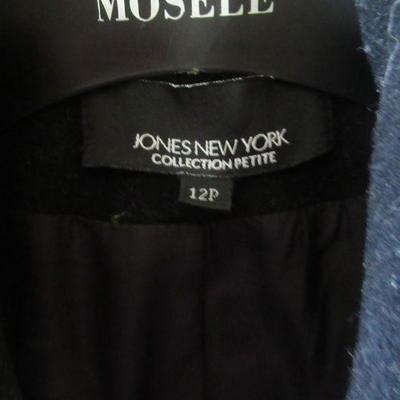 MOSELE
JONES NEW YORK
COLLECTION PETITE
12P